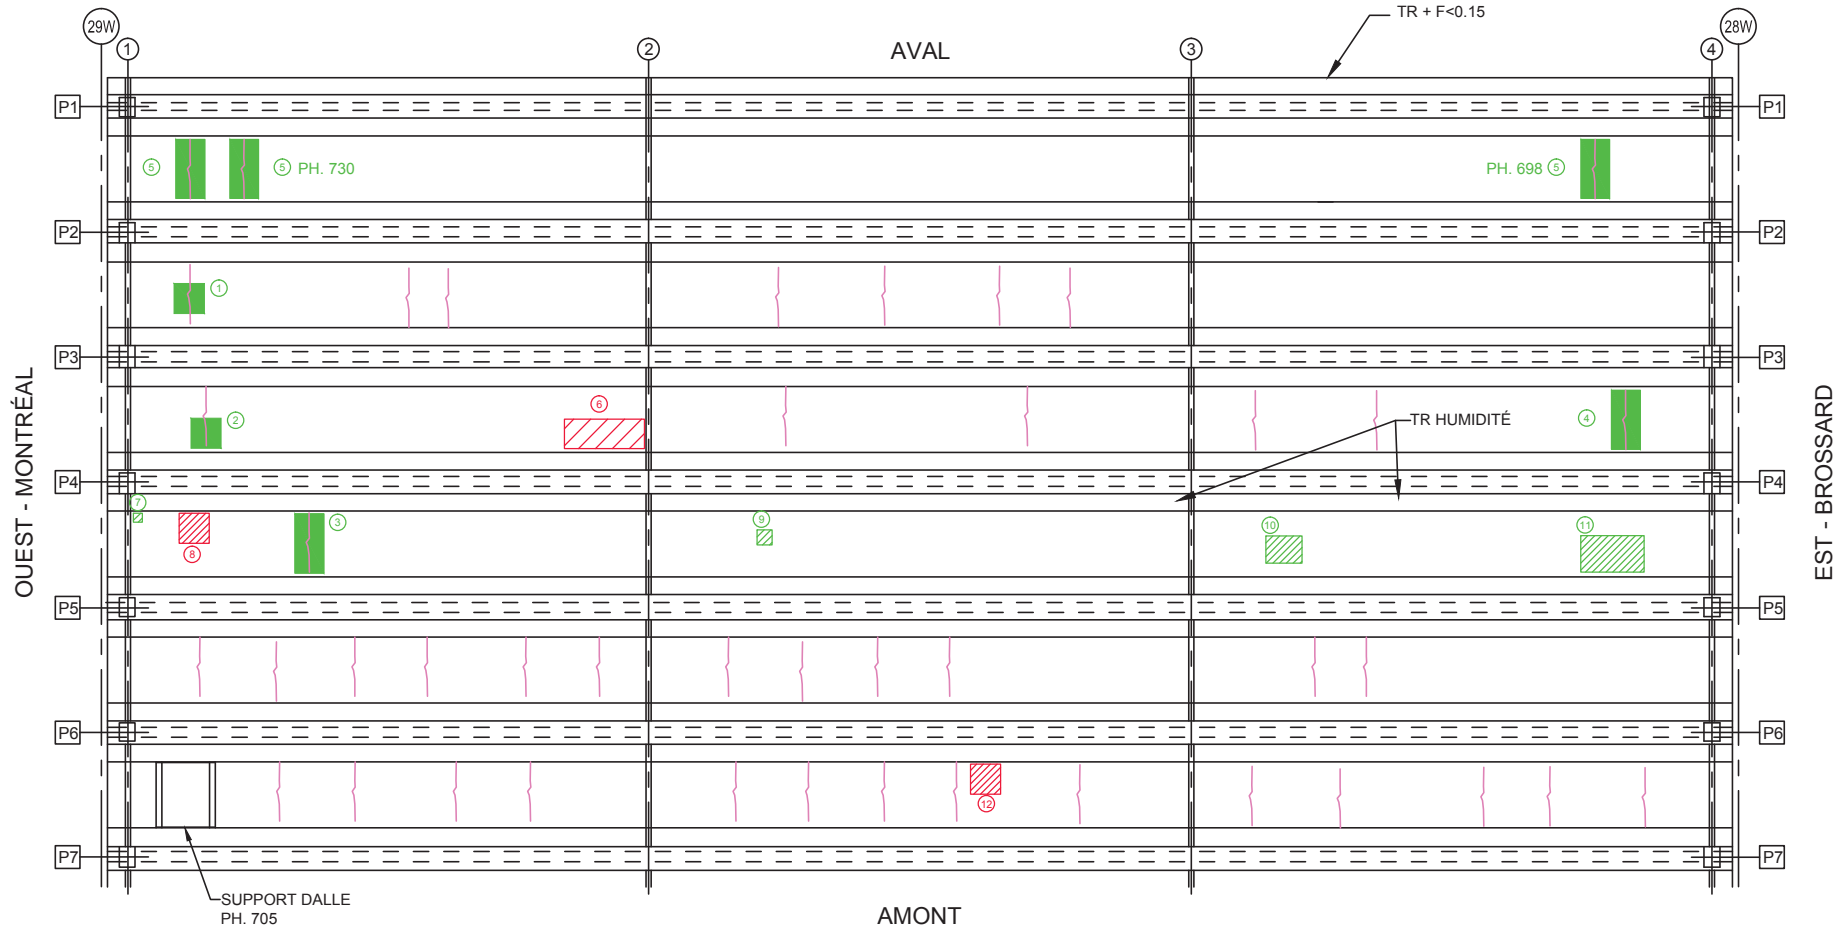 TR + F<0.15
29W
28W
1
2
AVAL
3
4
P1
P1
5
5 PH. 730
PH. 698 5
P2
P2
1
P3
P3
6
2
TR HUMIDITÉ
4
OUEST - MONTRÉAL
EST - BROSSARD
P4
P4
7
8
3
9
10
11
P5
P5
P6
P6
12
P7
P7
SUPPORT DALLE
PH. 705
AMONT